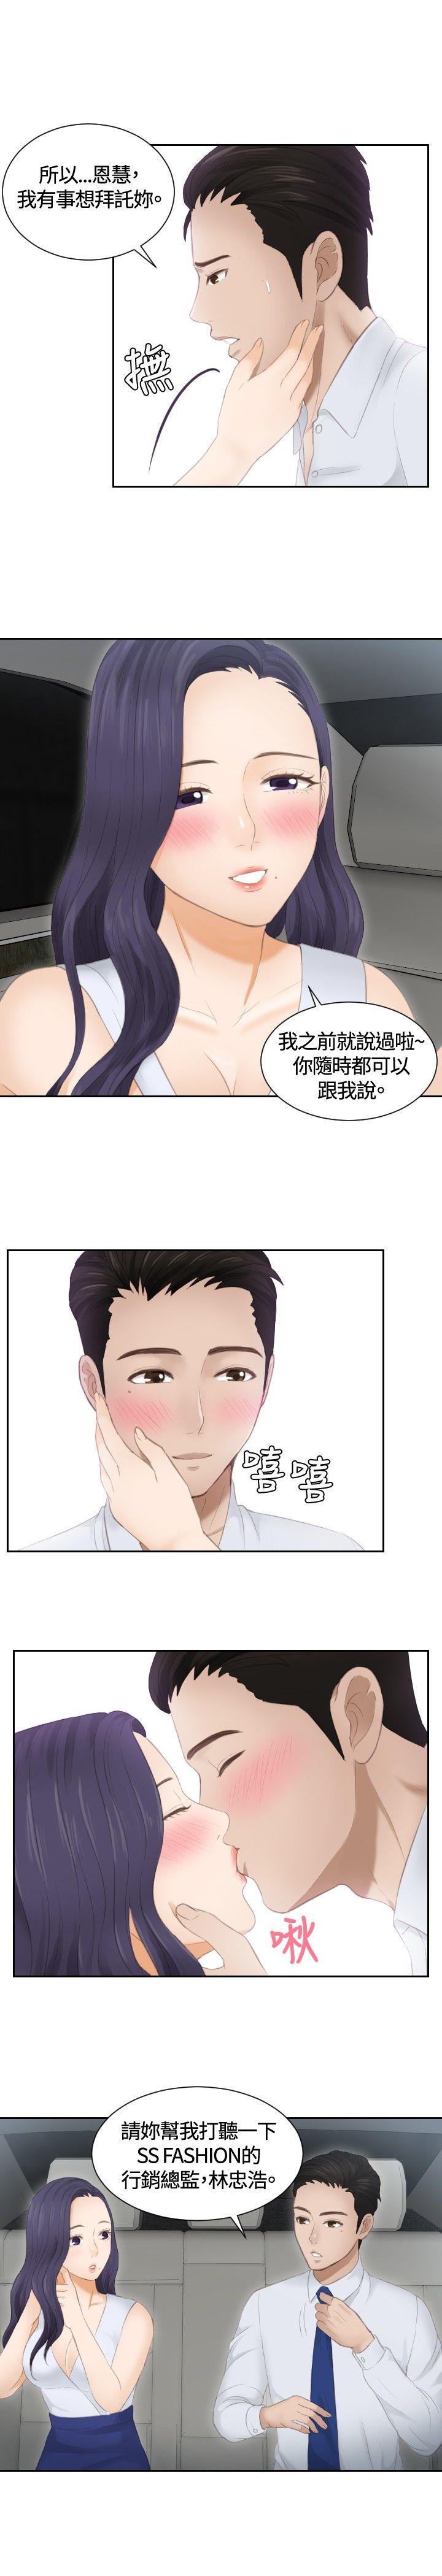 所以...恩慧,
我有事想拜託妳。
撫
我之前就說過啦~
你隨時都可以
跟我說。
嘻嘻
啾
請妳幫我打聽一下
SS FASHION的
行銷總監,林忠浩。